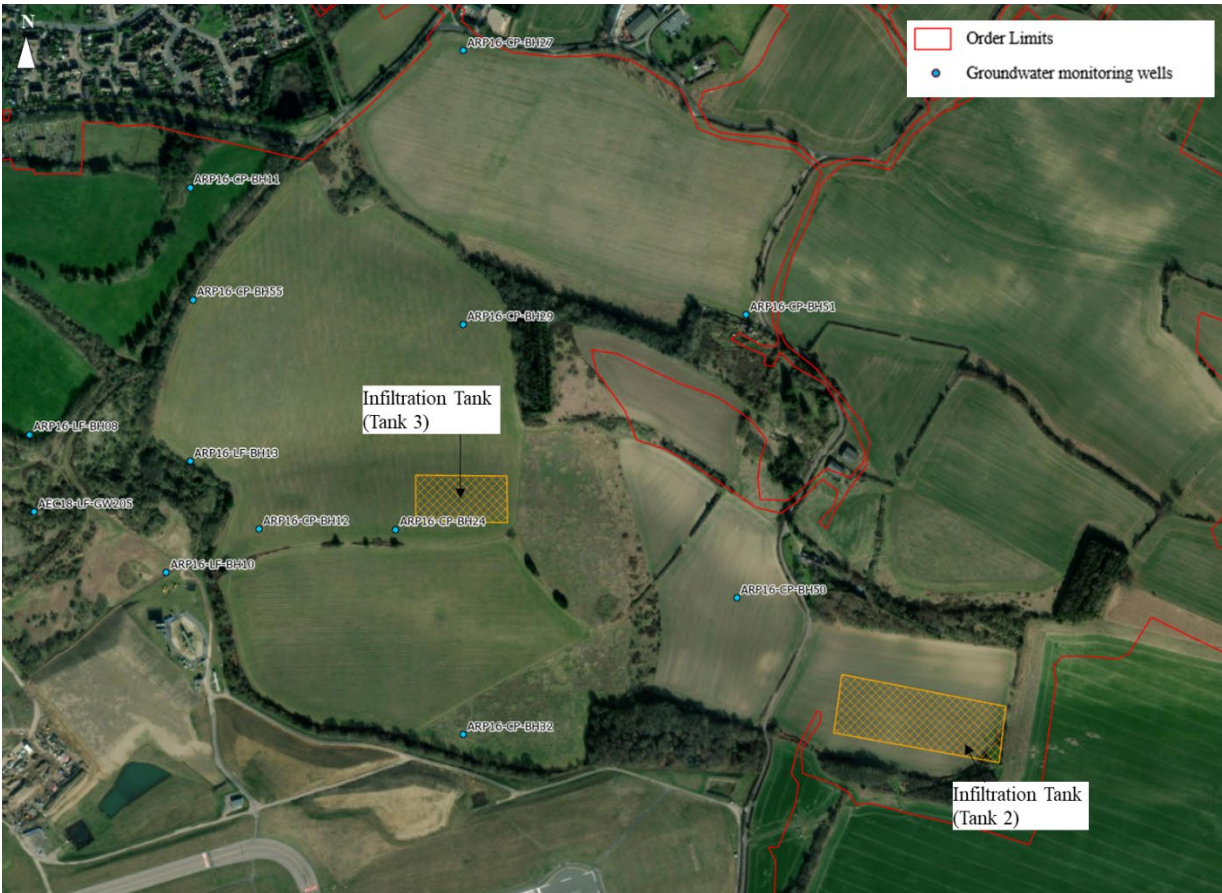 N
Order Limits
Groundwater monitoring wells
ARP16-CP-BH27
ARP16-CP-BH11
ARP16-CP-BH55
ARP16-CP-BH29
ARP16-CP-BH51
Infiltration Tank
(Tank 3)
ARP16-LF-BH08
ARP16-LF-BH13
AEC18-LF-GW205
ARP16-CP-BH12
ARP16-CP-BH24
ARP16-LF-BH10
ARP16-CP-BH50
ARP16-CP-BH32
Infiltration Tank
(Tank 2)